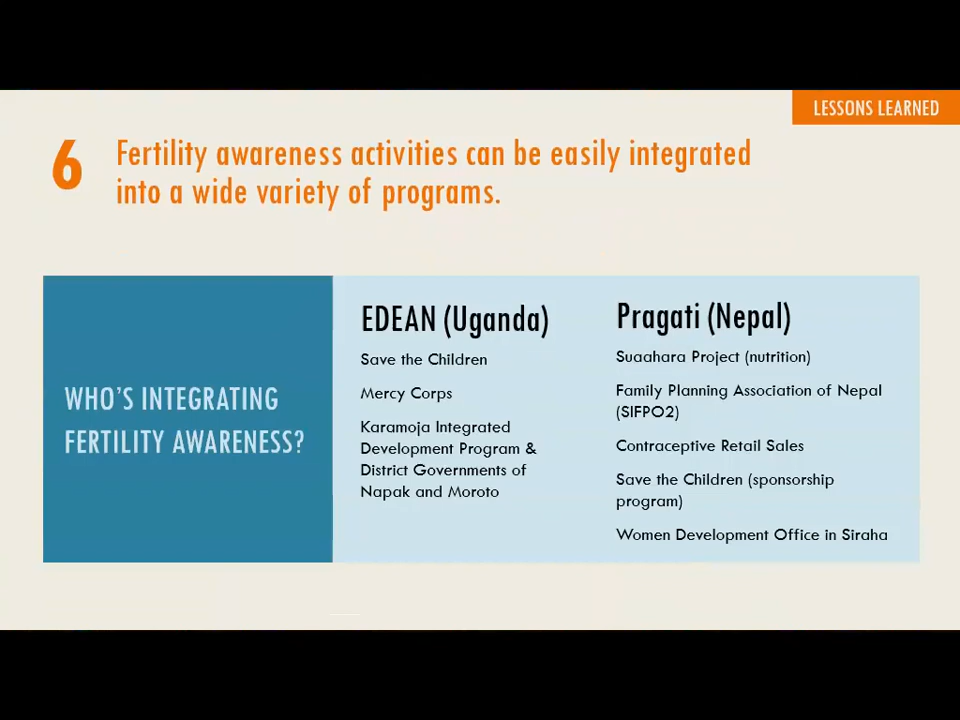 LESSONS LEARNED
6
Fertility awareness activities can be easily integrated
into a wide variety of programs.
WHO'S INTEGRATING
FERTILITY AWARENESS?
EDEAN (Uganda)
Save the Children
Mercy Corps
Karamoja Integrated
Development Program &
District Governments of
Napak and Moroto
Pragati (Nepal)
Suaahara Project (nutrition)
Family Planning Association of Nepal
(SIFPO2)
Contraceptive Retail Sales
Save the Children (sponsorship
program)
Women Development Office in Siraha